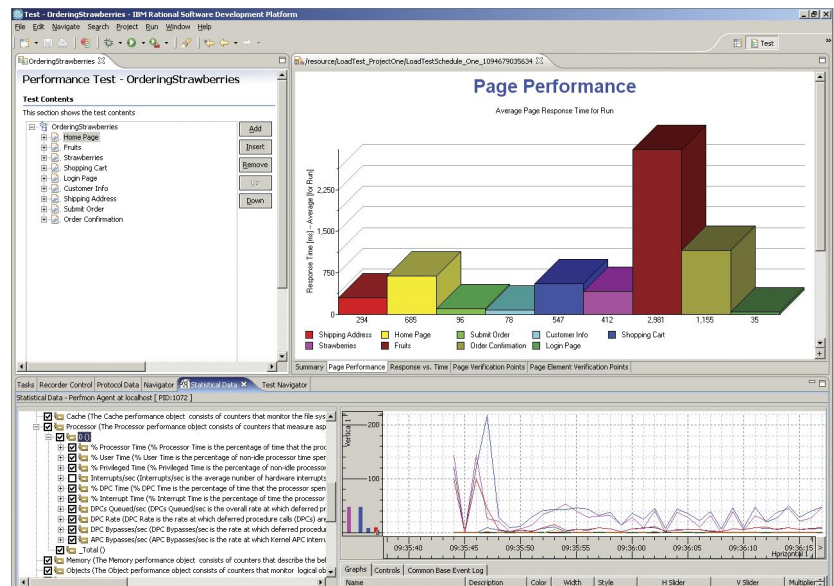 Test - OrderingStrawberries - IBM Rational Software Development Platform
File Edit Navigate Search Project Run Window Help
Test
OrderingStrawberries
Performance Test - OrderingStrawberries
Test Contents
This section shows the test contents
OrderingStrawberries
Home Page
Fruits
Strawberries
Shopping Cart
Login Page
Customer Info
Shipping Address
Submit Order
Order Confirmation
Add
Insert
Remove
Up
Down
/resource/LoadTest_ProjectOne/LoadTestSchedule_One_1094679035634
Page Performance
Average Page Response Time for Run
Response Time [ms] -- Average [for Run]
2,250
1,500
750
0
294 685 96 78 547 412 2,981 1,155 35
Shipping Address Home Page Submit Order Customer Info Shopping Cart
Strawberries Fruits Order Confirmation Login Page
Summary Page Performance Response vs. Time Page Verification Points Page Element Verification Points
Tasks Recorder Control Protocol Data Navigator Statistical Data Test Navigator
Statistical Data - Perfmon Agent at localhost [ PID:1072 ]
Cache (The Cache performance object consists of counters that monitor the file sys
Processor (The Processor performance object consists of counters that measure asp
0 ()
% Processor Time (% Processor Time is the percentage of time that the proc
% User Time (% User Time is the percentage of non-idle processor time spen
% Privileged Time (% Privileged Time is the percentage of non-idle processor
Interrupts/sec (Interrupts/sec is the average number of hardware interrupts
% DPC Time (% DPC Time is the percentage of time that the processor spen
% Interrupt Time (% Interrupt Time is the percentage of time the processor
DPCs Queued/sec (DPCs Queued/sec is the overall rate at which deferred pr
DPC Rate (DPC Rate is the rate at which deferred procedure calls (DPCs) are
DPC Bypasses/sec (DPC Bypasses/sec is the rate at which deferred procedu
APC Bypasses/sec (APC Bypasses/sec is the rate at which Kernel APC interru
_Total ()
Memory (The Memory performance object consists of counters that describe the bel
Objects (The Object performance object consists of counters that monitor logical ob
Vertical 1
200
100
09:35:40 09:35:45 09:35:50 09:35:55 09:36:00 09:36:05 09:36:10 09:36:15
Horizontal 1
Graphs Controls Common Base Event Log
Name Description Color Width Style H Slider V Slider Multiplier